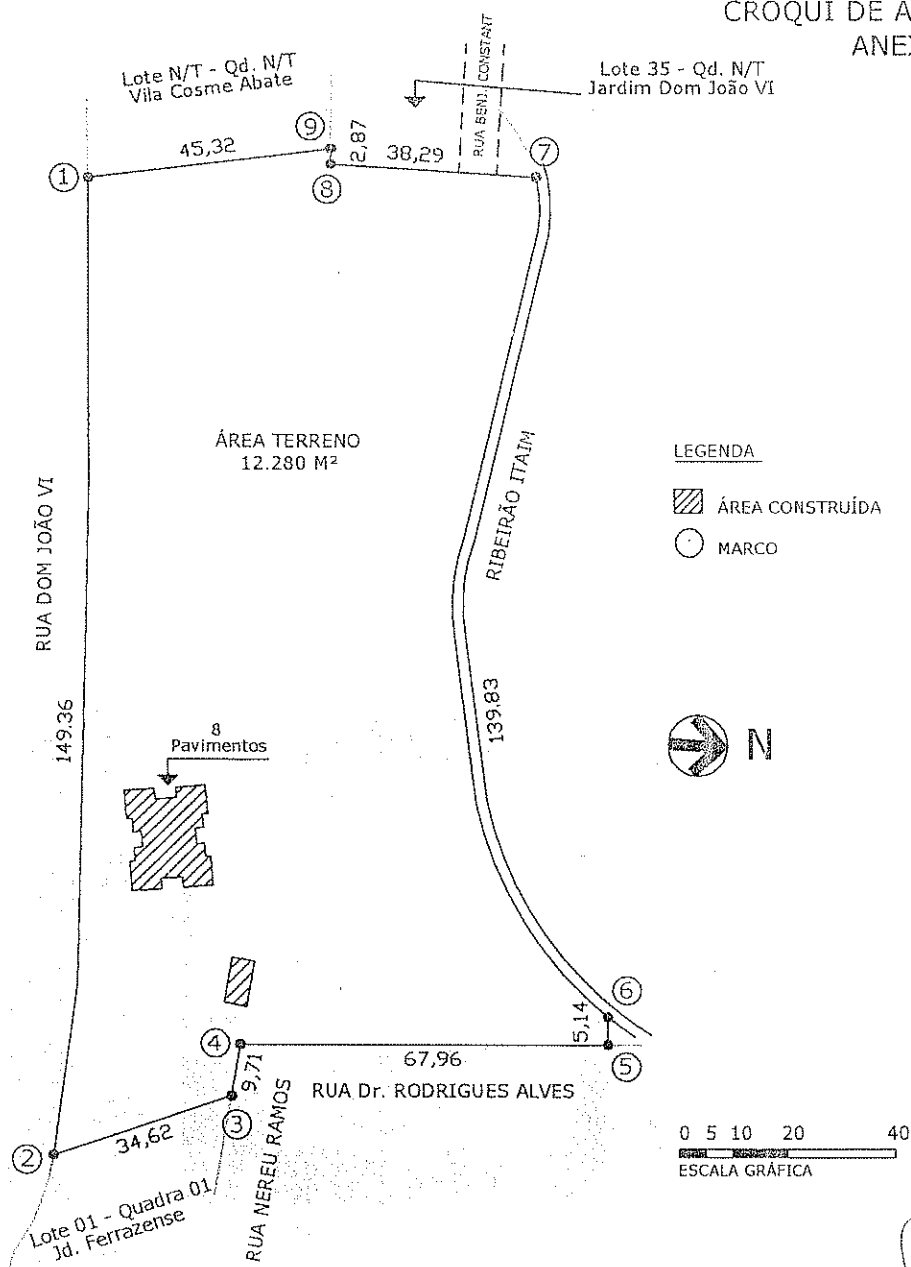 CROQUI DE A
ANEX
Lote N/T - Qd. N/T
Vila Cosme Abate
RUA BENJ. CONSTANT
Lote 35 - Qd. N/T
Jardim Dom João VI
9
45,32
2,87
38,29
7
1
8
ÁREA TERRENO
12.280 M²
RUA DOM JOÃO VI
RIBEIRÃO ITAIM
LEGENDA
ÁREA CONSTRUÍDA
MARCO
149.36
139.83
8
Pavimentos
N
6
5,14
4
67,96
5
9,71
RUA Dr. RODRIGUES ALVES
3
34,62
2
RUA NEREU RAMOS
Lote 01 - Quadra 01
Jd. Ferrazense
0 5 10 20 40
ESCALA GRÁFICA